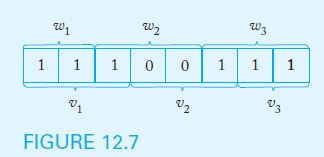 w₁ w₂ w₃
1 1 1 0 0 1 1 1
v₁ v₂ v₃
FIGURE 12.7